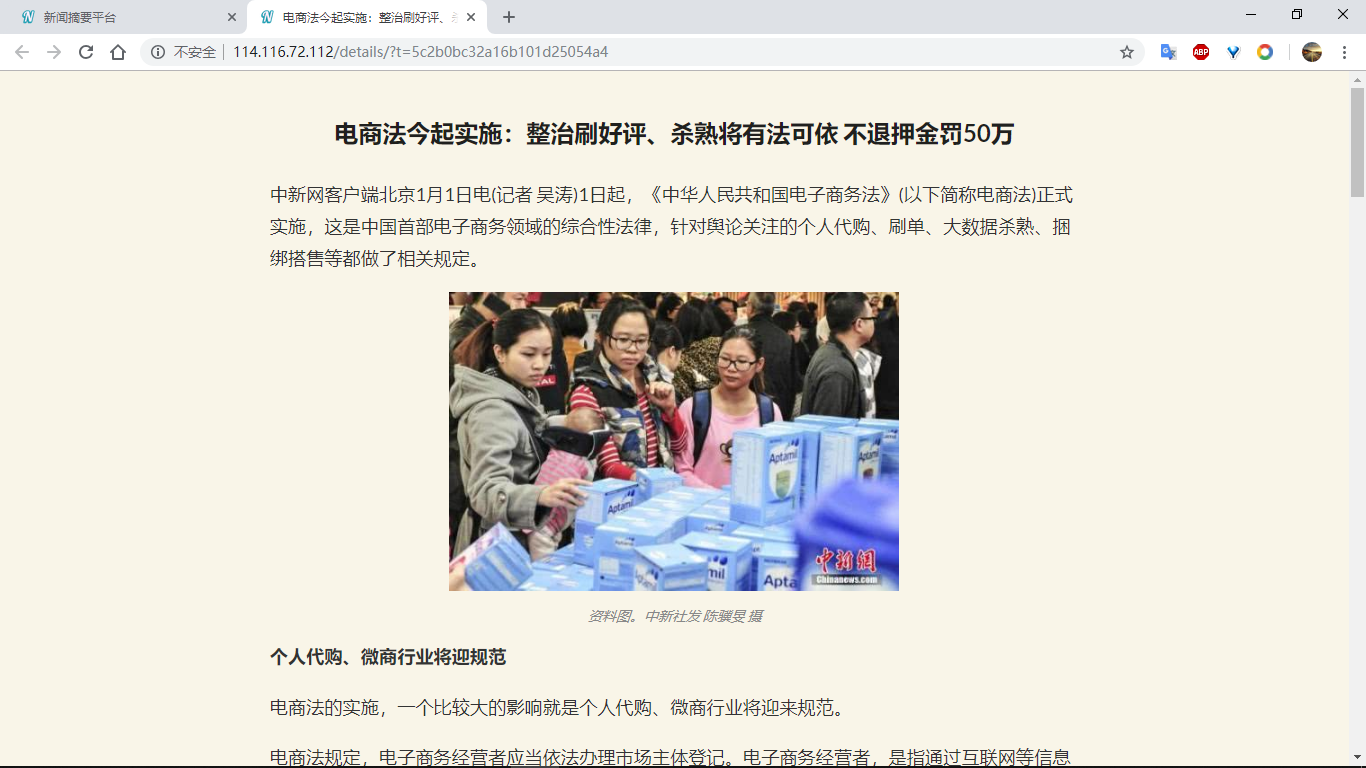 新闻摘要平台
电商法今起实施：整治刷好评、
不安全
114.116.72.112/details/?t=5c2b0bc32a16b101d25054a4
ABP
电商法今起实施：整治刷好评、杀熟将有法可依 不退押金罚50万
中新网客户端北京1月1日电(记者 吴涛)1日起，《中华人民共和国电子商务法》(以下简称电商法)正式
实施，这是中国首部电子商务领域的综合性法律，针对舆论关注的个人代购、刷单、大数据杀熟、捆
绑搭售等都做了相关规定。
Aptamil
Aptamil
Aptamil
中新網
Chinanews.com
资料图。中新社发 陈骥旻 摄
个人代购、微商行业将迎规范
电商法的实施，一个比较大的影响就是个人代购、微商行业将迎来规范。
电商法规定，电子商务经营者应当依法办理市场主体登记。电子商务经营者，是指通过互联网等信息